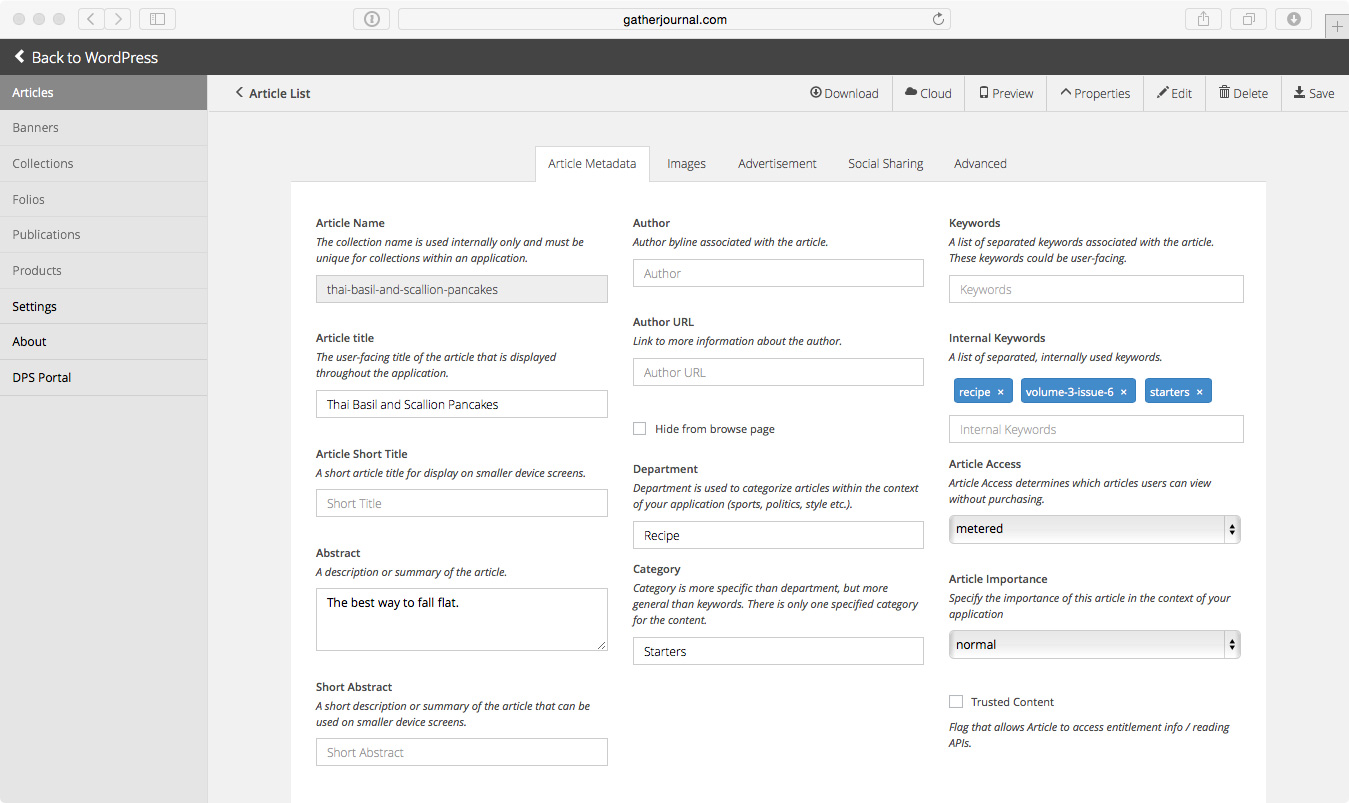 gatherjournal.com
Back to WordPress
Articles
Banners
Collections
Folios
Publications
Products
Settings
About
DPS Portal
Article List
Download
Cloud
Preview
Properties
Edit
Delete
Save
Article Metadata
Images
Advertisement
Social Sharing
Advanced
Article Name
The collection name is used internally only and must be
unique for collections within an application.
thai-basil-and-scallion-pancakes
Article title
The user-facing title of the article that is displayed
throughout the application.
Thai Basil and Scallion Pancakes
Article Short Title
A short article title for display on smaller device screens.
Short Title
Abstract
A description or summary of the article.
The best way to fall flat.
Short Abstract
A short description or summary of the article that can be
used on smaller device screens.
Short Abstract
Author
Author byline associated with the article.
Author
Author URL
Link to more information about the author.
Author URL
Hide from browse page
Department
Department is used to categorize articles within the context
of your application (sports, politics, style etc.).
Recipe
Category
Category is more specific than department, but more
general than keywords. There is only one specified category
for the content.
Starters
Keywords
A list of separated keywords associated with the article.
These keywords could be user-facing.
Keywords
Internal Keywords
A list of separated, internally used keywords.
recipe × volume-3-issue-6 × starters ×
Internal Keywords
Article Access
Article Access determines which articles users can view
without purchasing.
metered
Article Importance
Specify the importance of this article in the context of your
application
normal
Trusted Content
Flag that allows Article to access entitlement info / reading
APIs.